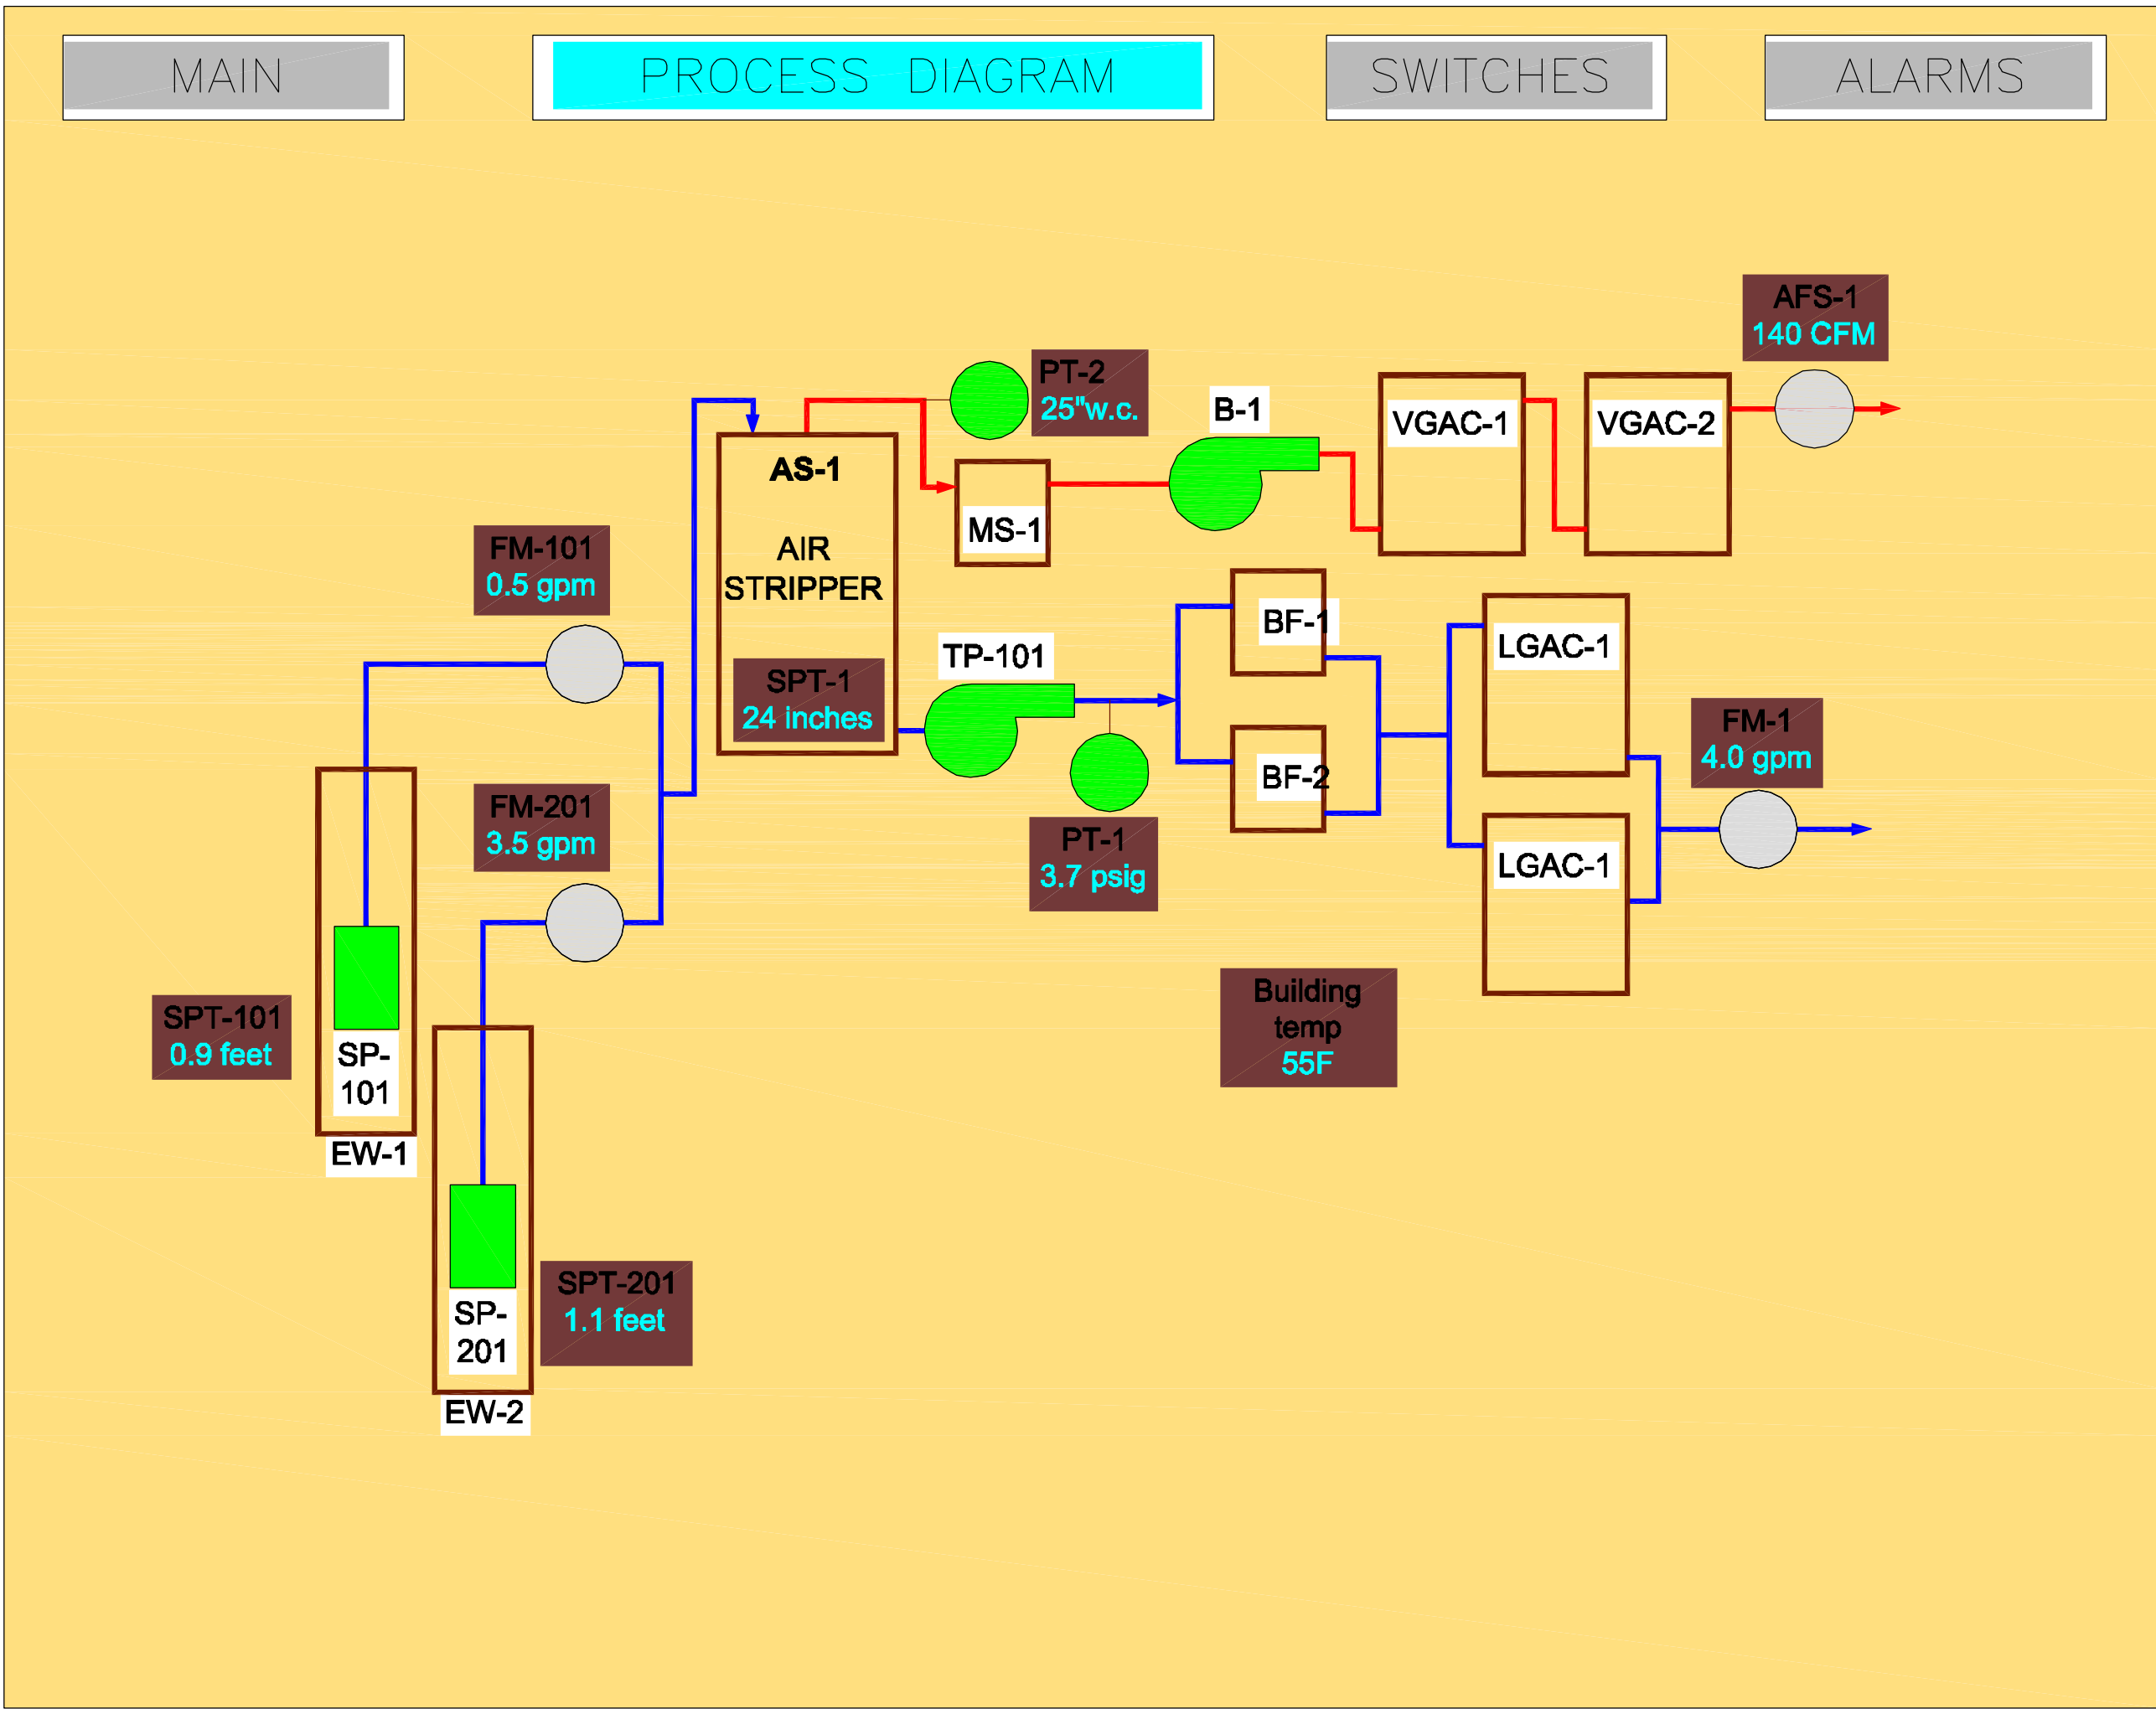 MAIN
PROCESS DIAGRAM
SWITCHES
ALARMS
AFS-1
140 CFM
PT-2
25"w.c.
B-1
VGAC-1
VGAC-2
AS-1
MS-1
AIR
STRIPPER
FM-101
0.5 gpm
BF-1
LGAC-1
TP-101
SPT-1
24 inches
FM-1
4.0 gpm
BF-2
FM-201
3.5 gpm
PT-1
3.7 psig
LGAC-1
Building
temp
55F
SPT-101
0.9 feet
SP-
101
EW-1
SPT-201
1.1 feet
SP-
201
EW-2